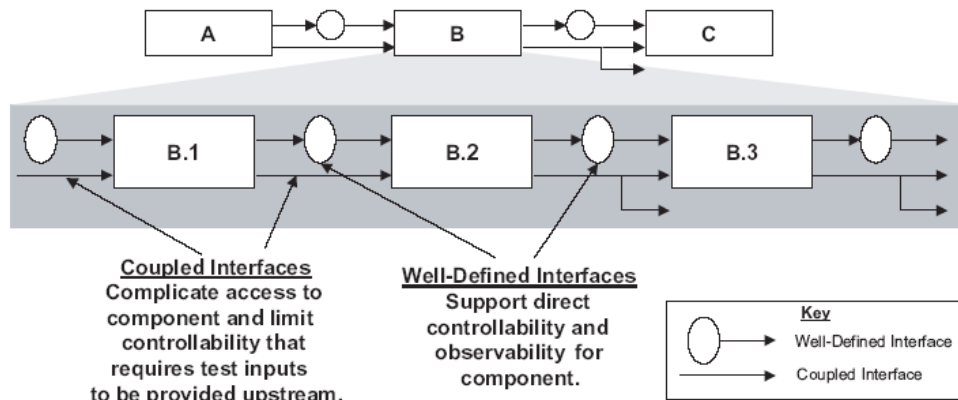 A
B
C
B.1
B.2
B.3
Coupled Interfaces
Complicate access to
component and limit
controllability that
requires test inputs
to be provided upstream.
Well-Defined Interfaces
Support direct
controllability and
observability for
component.
Key
Well-Defined Interface
Coupled Interface